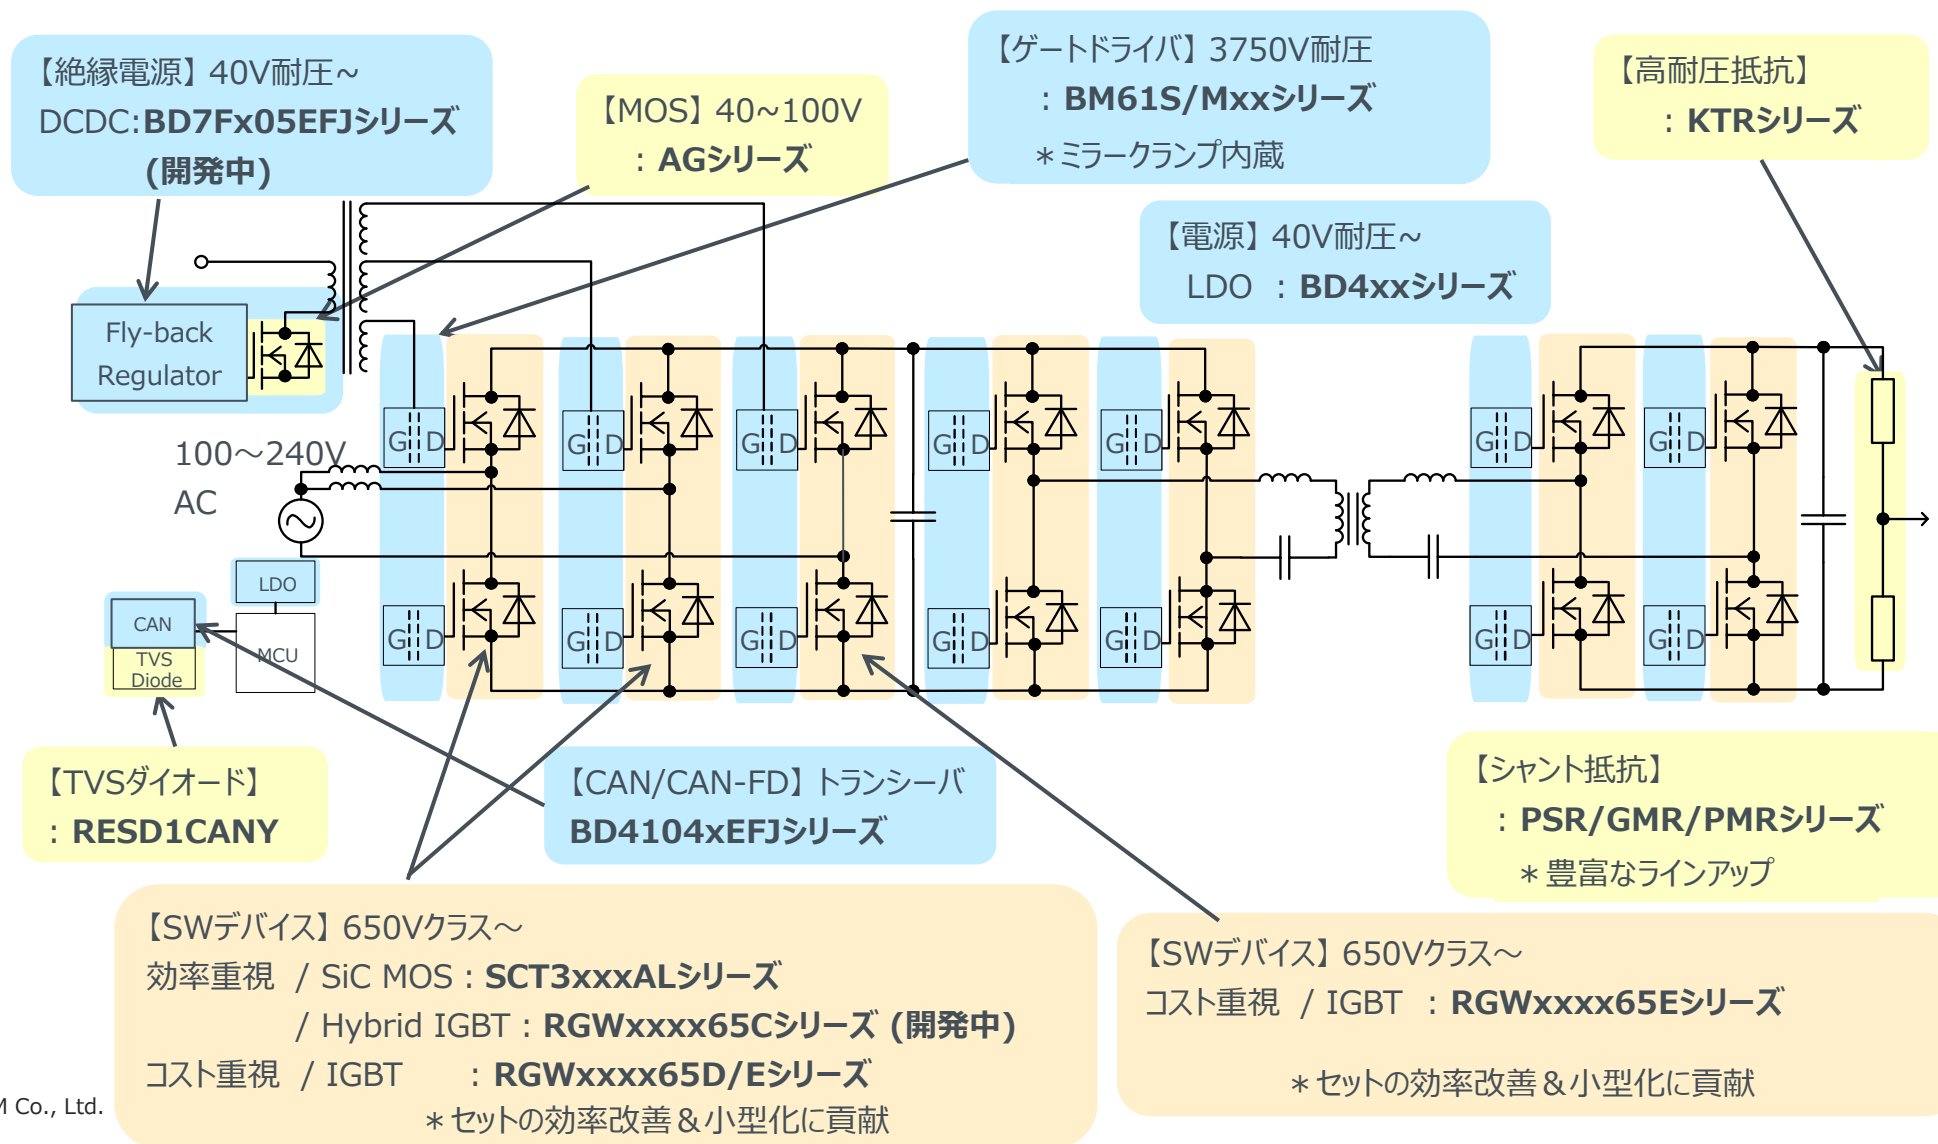 【絶縁電源】 40V耐圧~
DCDC:BD7Fx05EFJシリーズ
(開発中)
【MOS】 40~100V
: AGシリーズ
【ゲートドライバ】 3750V耐圧
: BM61S/Mxxシリーズ
＊ミラークランプ内蔵
【高耐圧抵抗】
: KTRシリーズ
【電源】 40V耐圧~
LDO : BD4xxシリーズ
Fly-back
Regulator
100～240V
AC
G D
G D
G D
G D
G D
G D
G D
G D
G D
G D
G D
G D
G D
G D
LDO
CAN
TVS
Diode
MCU
【TVSダイオード】
: RESD1CANY
【CAN/CAN-FD】 トランシーバ
BD4104xEFJシリーズ
【シャント抵抗】
: PSR/GMR/PMRシリーズ
＊豊富なラインアップ
【SWデバイス】 650Vクラス～
効率重視 / SiC MOS : SCT3xxxALシリーズ
/ Hybrid IGBT : RGWxxxx65Cシリーズ (開発中)
コスト重視 / IGBT : RGWxxxx65D/Eシリーズ
＊セットの効率改善＆小型化に貢献
【SWデバイス】 650Vクラス～
コスト重視 / IGBT : RGWxxxx65Eシリーズ
＊セットの効率改善＆小型化に貢献
M Co., Ltd.